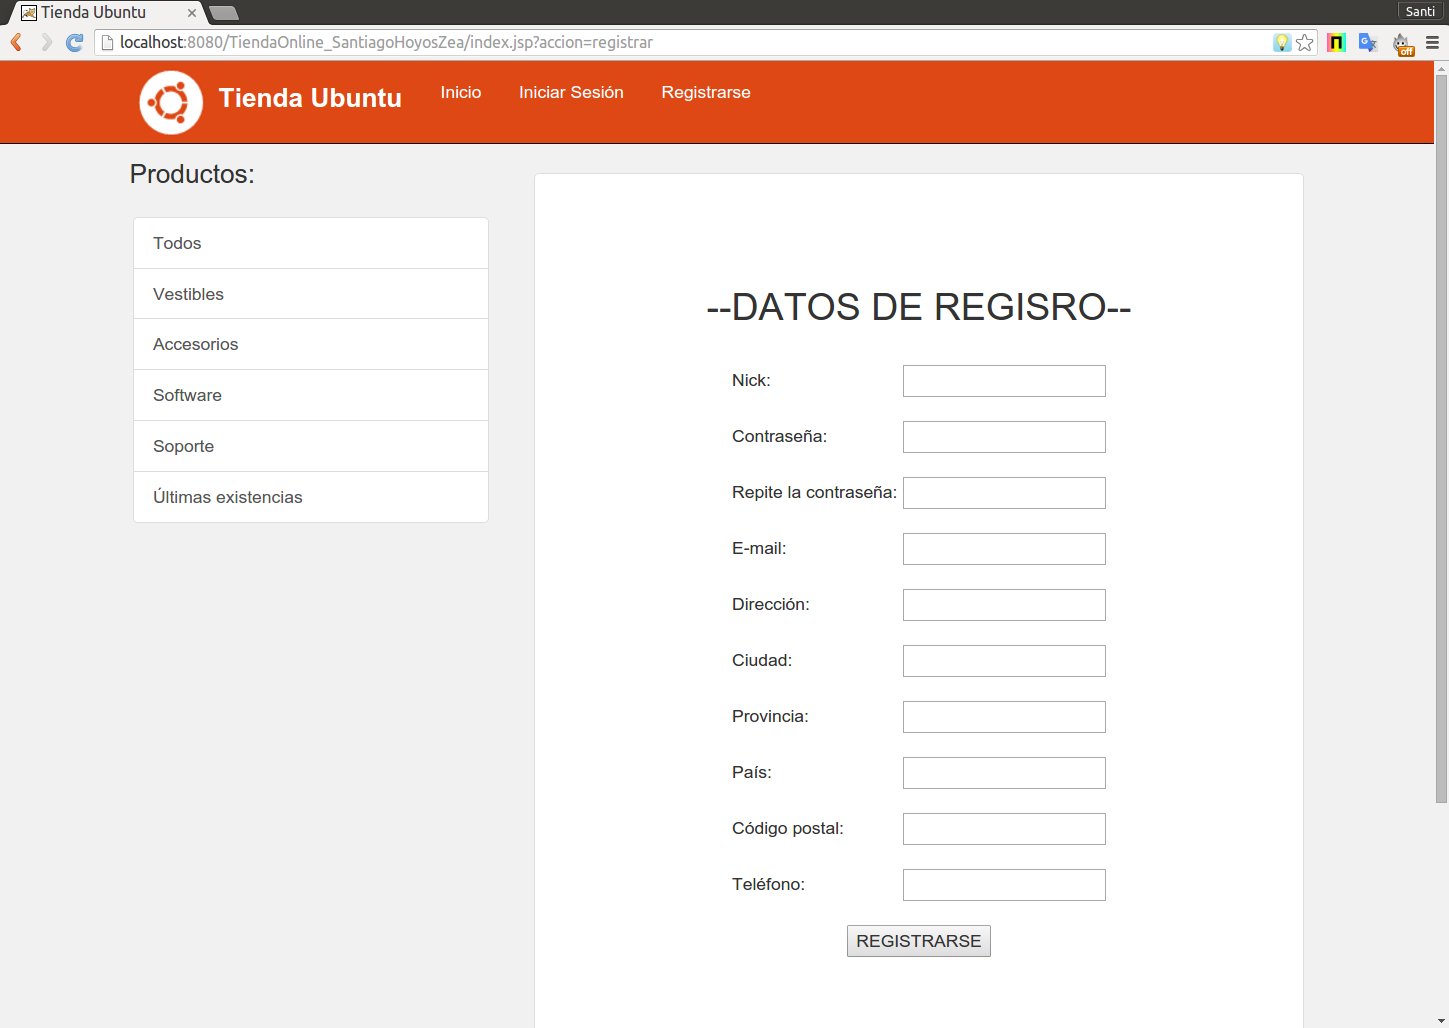 Tienda Ubuntu
Santi
localhost:8080/TiendaOnline_SantiagoHoyosZea/index.jsp?accion=registrar
off
Tienda Ubuntu Inicio Iniciar Sesión Registrarse
Productos:
Todos
Vestibles
Accesorios
Software
Soporte
Últimas existencias
--DATOS DE REGISRO--
Nick:
Contraseña:
Repite la contraseña:
E-mail:
Dirección:
Ciudad:
Provincia:
País:
Código postal:
Teléfono:
REGISTRARSE